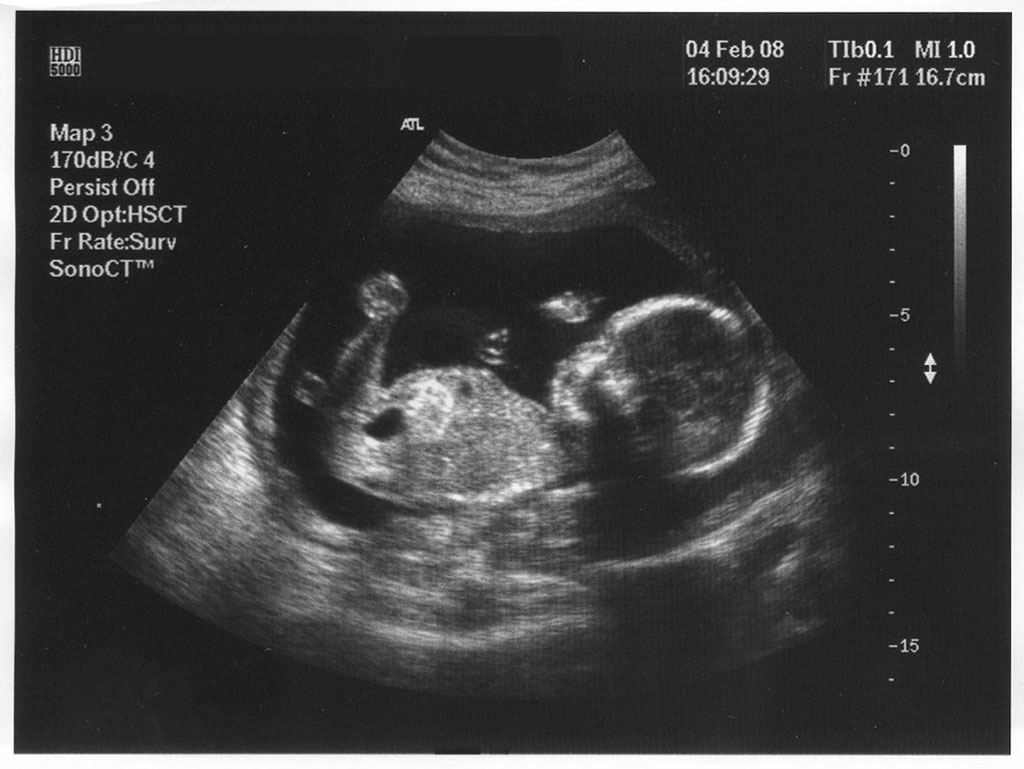 HDI
5000
04 Feb 08
16:09:29
TIb0.1 MI 1.0
Fr #171 16.7cm
Map 3
170dB/C 4
Persist Off
2D Opt:HSCT
Fr Rate:Surv
SonoCT™
ATL
0
5
10
15